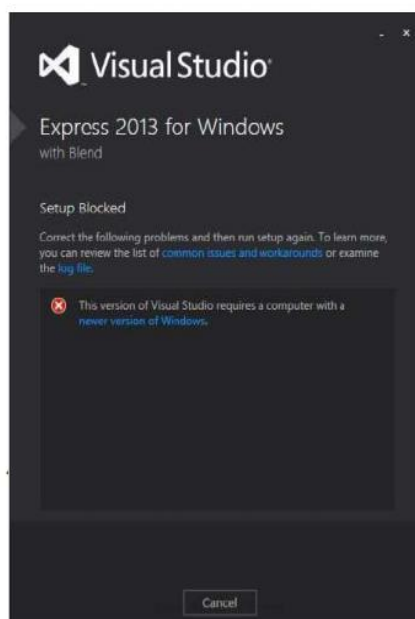 Visual Studio
Express 2013 for Windows
with Blend
Setup Blocked
Correct the following problems and then run setup again. To learn more,
you can review the list of common issues and workarounds or examine
the log file.
This version of Visual Studio requires a computer with a
newer version of Windows.
Cancel